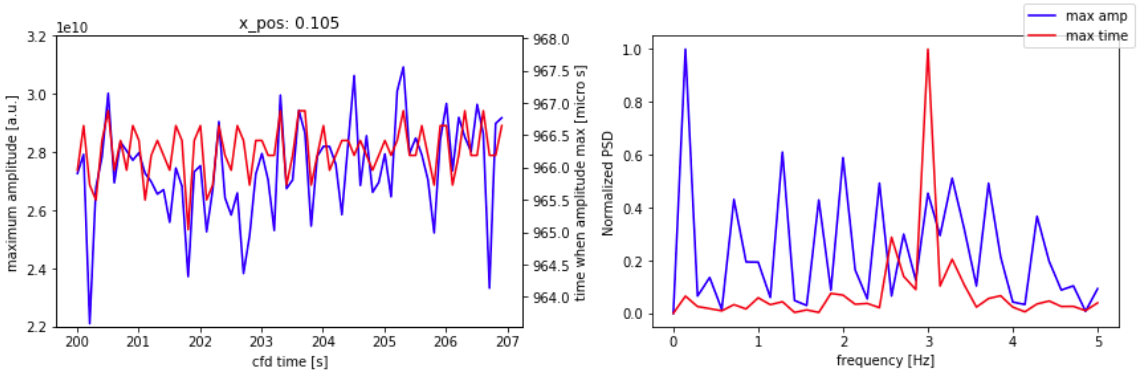 x_pos: 0.105
1e10
maximum amplitude [a.u.]
3.2
3.0
2.8
2.6
2.4
2.2
200 201 202 203 204 205 206 207
cfd time [s]
968.0
967.5
967.0
966.5
966.0
965.5
965.0
964.5
964.0
time when amplitude max [micro s]
max amp
max time
Normalized PSD
1.0
0.8
0.6
0.4
0.2
0.0
0 1 2 3 4 5
frequency [Hz]